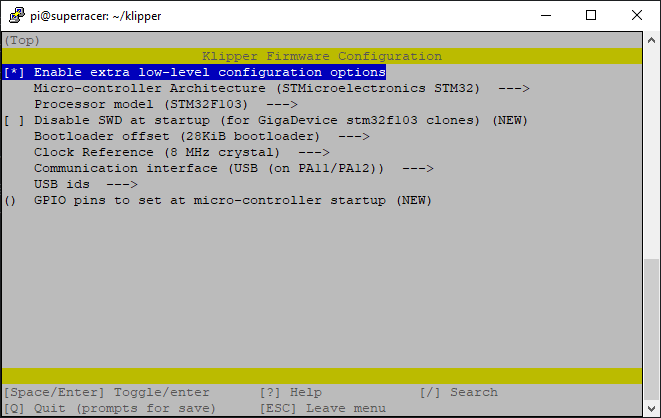 pi@superracer: ~/klipper
(Top)
Klipper Firmware Configuration
[*] Enable extra low-level configuration options
Micro-controller Architecture (STMicroelectronics STM32)  --->
Processor model (STM32F103)  --->
[ ] Disable SWD at startup (for GigaDevice stm32f103 clones) (NEW)
Bootloader offset (28KiB bootloader)  --->
Clock Reference (8 MHz crystal)  --->
Communication interface (USB (on PA11/PA12))  --->
USB ids  --->
()  GPIO pins to set at micro-controller startup (NEW)
[Space/Enter] Toggle/enter [?] Help [/] Search
[Q] Quit (prompts for save) [ESC] Leave menu